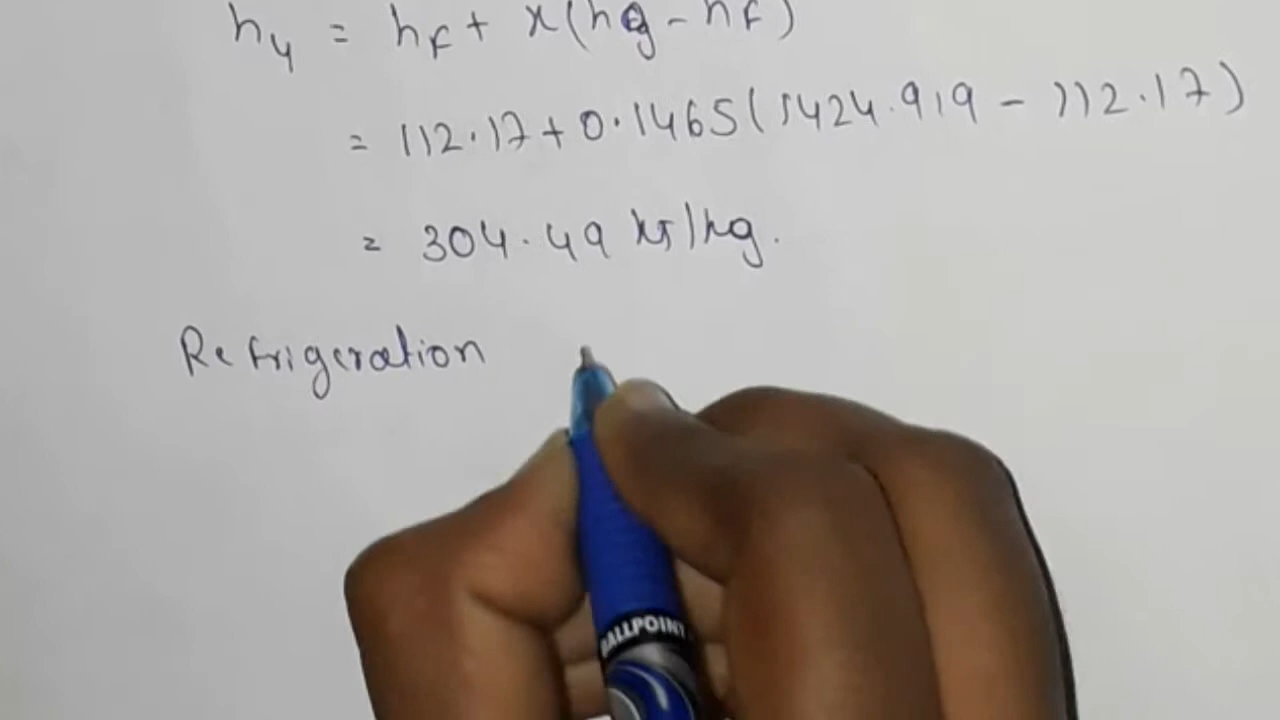 h4 = hf + x(hg - hf)
= 112.17 + 0.1465(1424.919 - 112.17)
= 304.49 kJ/kg.
Refrigeration
BALLPOINT